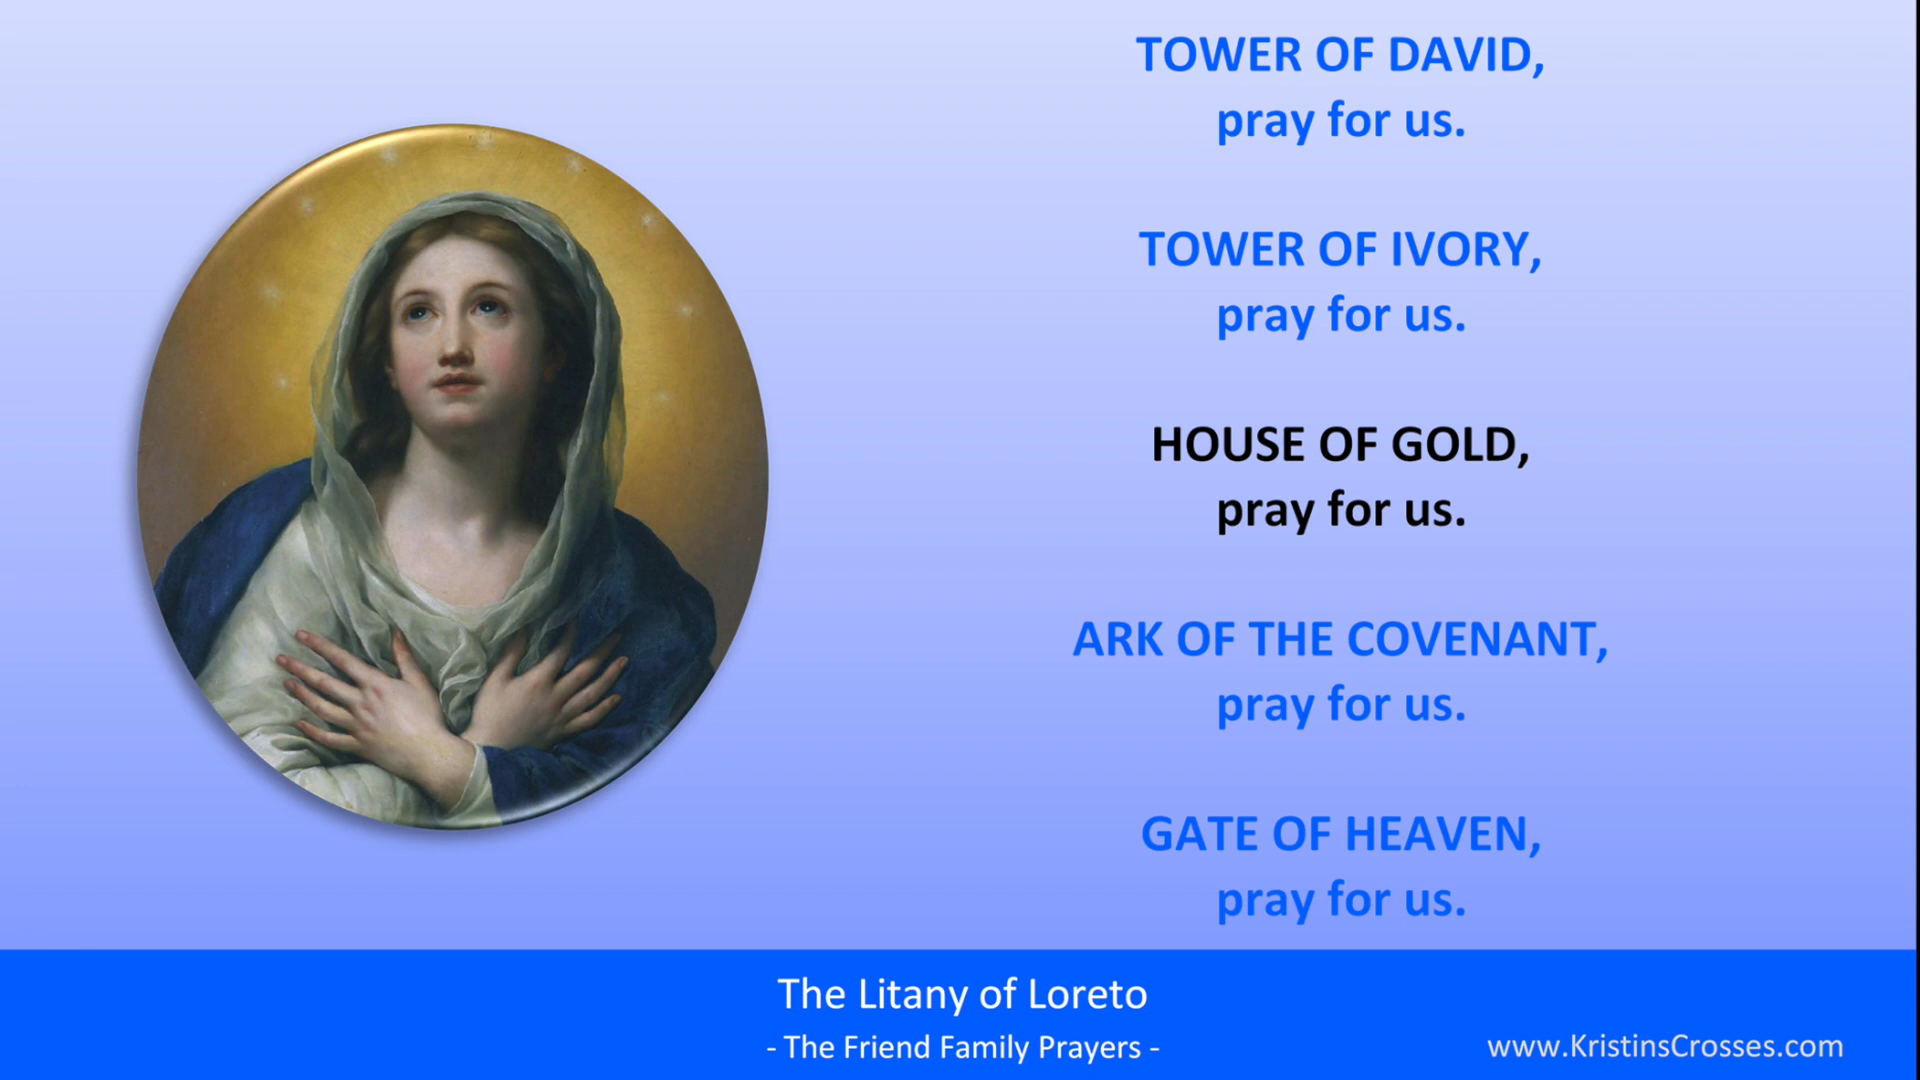 TOWER OF DAVID,
pray for us.
TOWER OF IVORY,
pray for us.
HOUSE OF GOLD,
pray for us.
ARK OF THE COVENANT,
pray for us.
GATE OF HEAVEN,
pray for us.
The Litany of Loreto
- The Friend Family Prayers -
www.KristinsCrosses.com